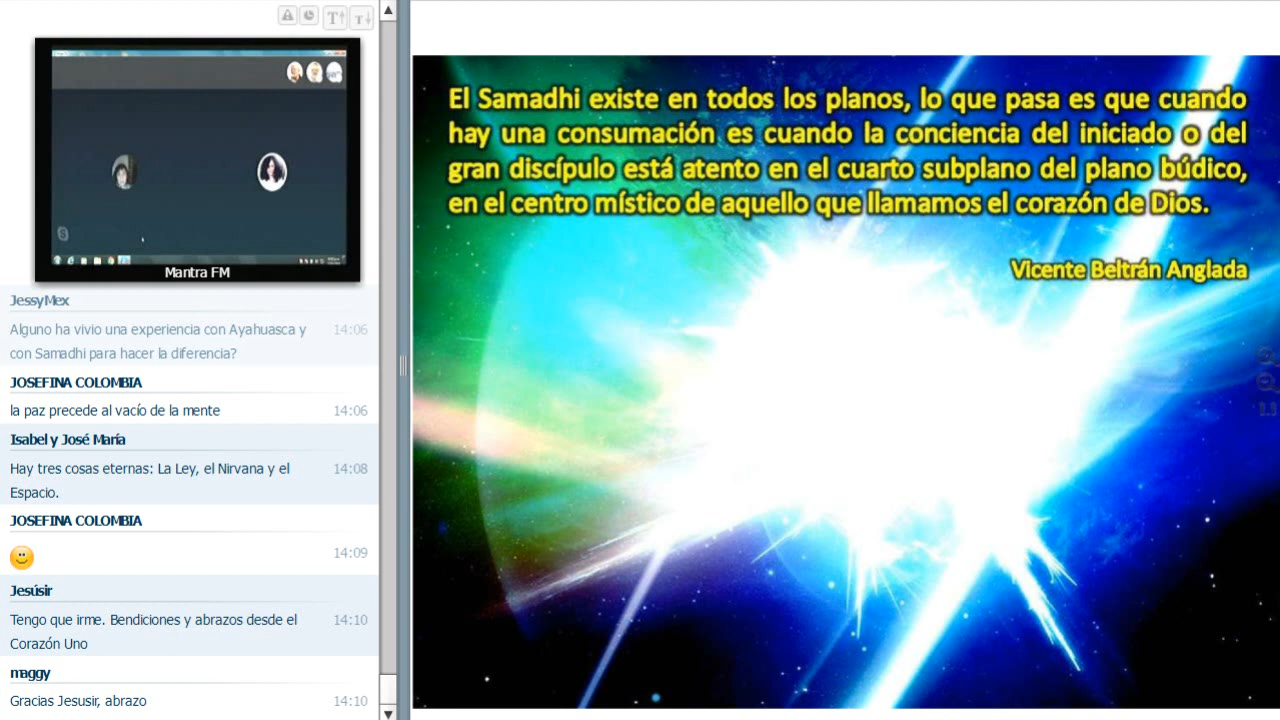 Mantra FM
JessyMex
Alguno ha vivio una experiencia con Ayahuasca y
14:06
con Samadhi para hacer la diferencia?
JOSEFINA COLOMBIA
la paz precede al vacío de la mente
14:06
Isabel y José María
Hay tres cosas eternas: La Ley, el Nirvana y el
14:08
Espacio.
JOSEFINA COLOMBIA
14:09
Jesúsir
Tengo que irme. Bendiciones y abrazos desde el
14:10
Corazón Uno
maggy
Gracias Jesusir, abrazo
14:10
El Samadhi existe en todos los planos, lo que pasa es que cuando
hay una consumación es cuando la conciencia del iniciado o del
gran discípulo está atento en el cuarto subplano del plano búdico,
en el centro místico de aquello que llamamos el corazón de Dios.
Vicente Beltrán Anglada